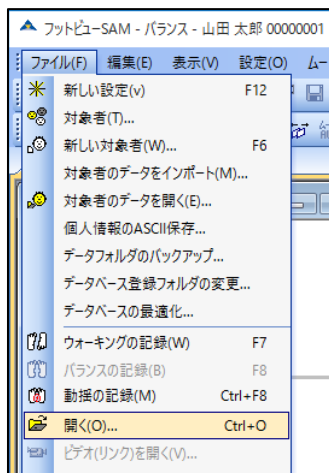 フットビューSAM - バランス - 山田 太郎 00000001
ファイル(F) 編集(E) 表示(V) 設定(O) ムー
新しい設定(v) F12
対象者(T)...
新しい対象者(W)... F6
対象者のデータをインポート(M)...
対象者のデータを開く(E)...
個人情報のASCII保存...
データフォルダのバックアップ...
データベース登録フォルダの変更...
データベースの最適化...
ウォーキングの記録(W) F7
バランスの記録(B) F8
動揺の記録(M) Ctrl+F8
開く(O)... Ctrl+O
ビデオ(リンク)を開く(V)...